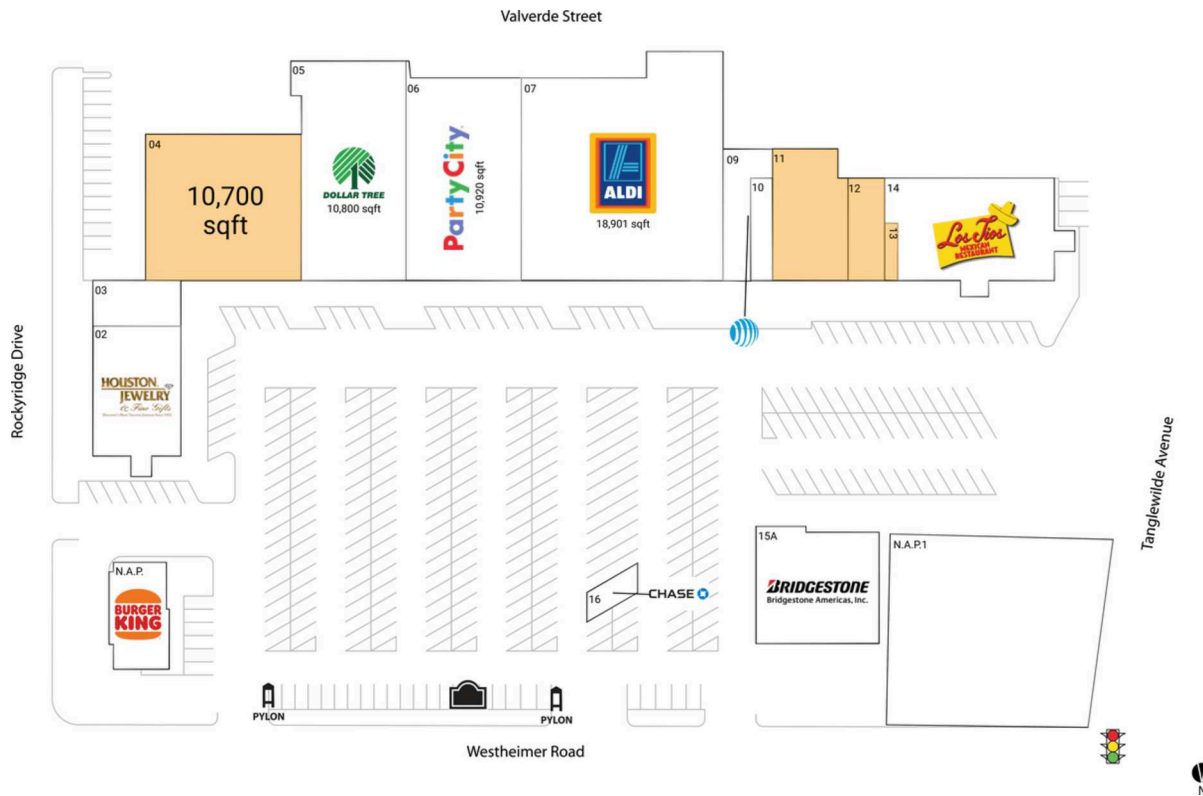 Valverde Street
05
06
07
04
10,700
sqft
DOLLAR TREE
10,800 sqft
PartyCity
10,920 sqft
ALDI
18,901 sqft
09
10
11
12
13
14
Los Tios
MEXICAN
RESTAURANT
03
02
HOUSTON
JEWELRY
& Fine Gifts
Rockyridge Drive
Tanglewilde Avenue
15A
BRIDGESTONE
Bridgestone Americas, Inc.
N.A.P.1
N.A.P.
BURGER
KING
16
CHASE
PYLON
PYLON
Westheimer Road